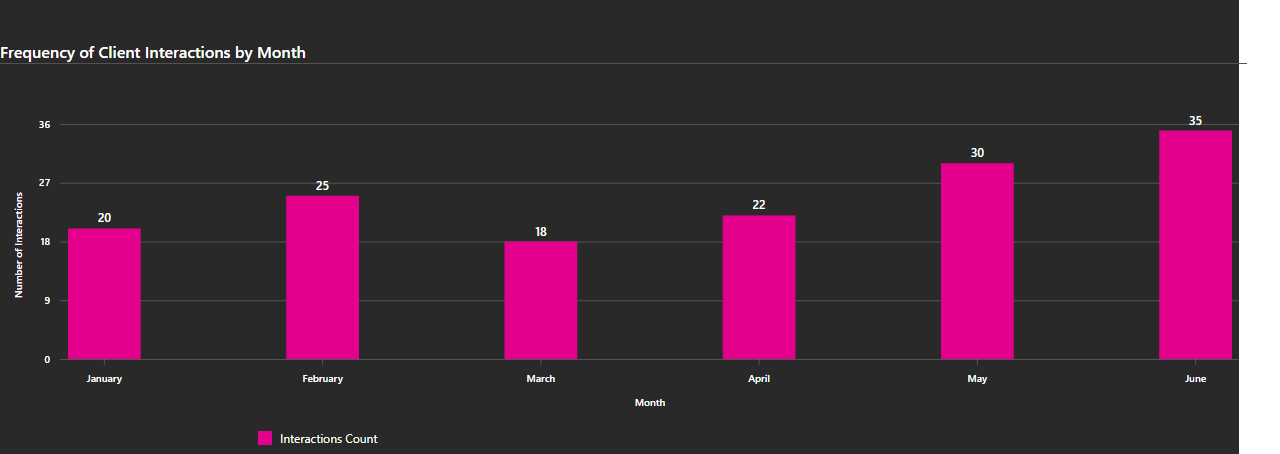 Frequency of Client Interactions by Month
36
27
18
9
0
Number of Interactions
20
25
18
22
30
35
January
February
March
April
May
June
Month
Interactions Count